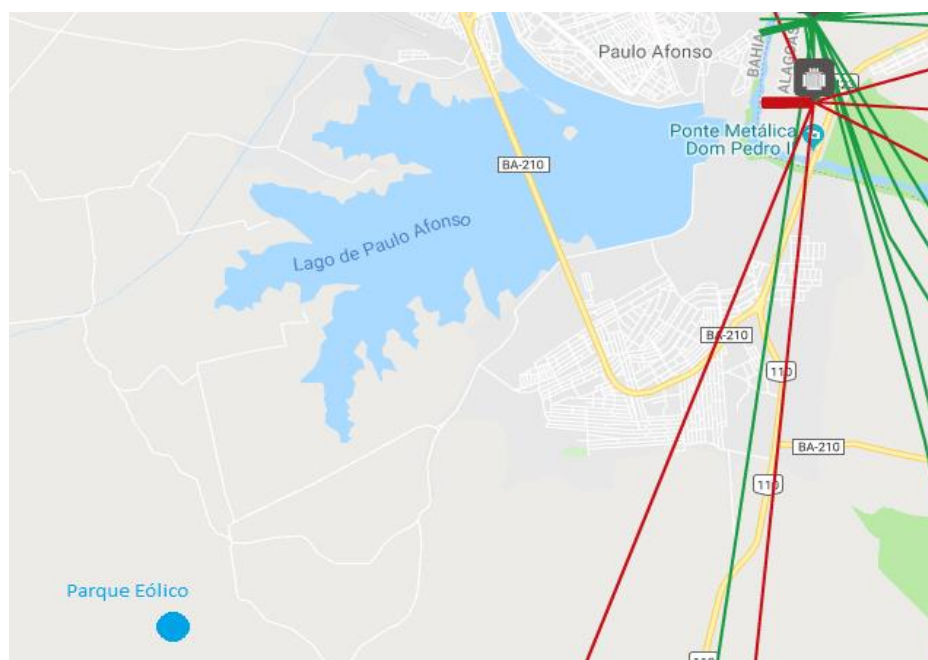 Paulo Afonso
BAHIA
ALAGOAS
Ponte Metálica
Dom Pedro II
BA-210
Lago de Paulo Afonso
BA-210
110
BA-210
110
Parque Eólico